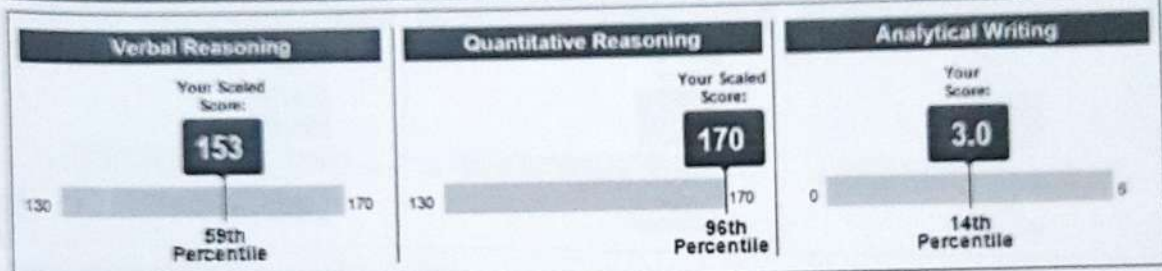 Verbal Reasoning
Your Scaled
Score:
153
130
170
59th
Percentile
Quantitative Reasoning
Your Scaled
Score:
170
130
170
96th
Percentile
Analytical Writing
Your
Score:
3.0
0
6
14th
Percentile